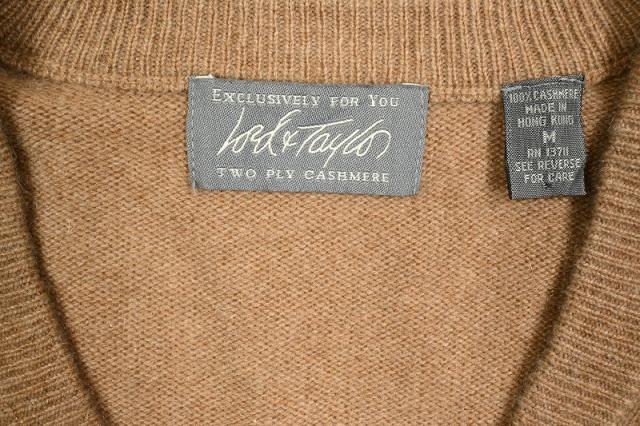 EXCLUSIVELY FOR YOU
Lord & Taylor
TWO PLY CASHMERE
100% CASHMERE
MADE IN
HONG KONG
M
RN 13711
SEE REVERSE
FOR CARE